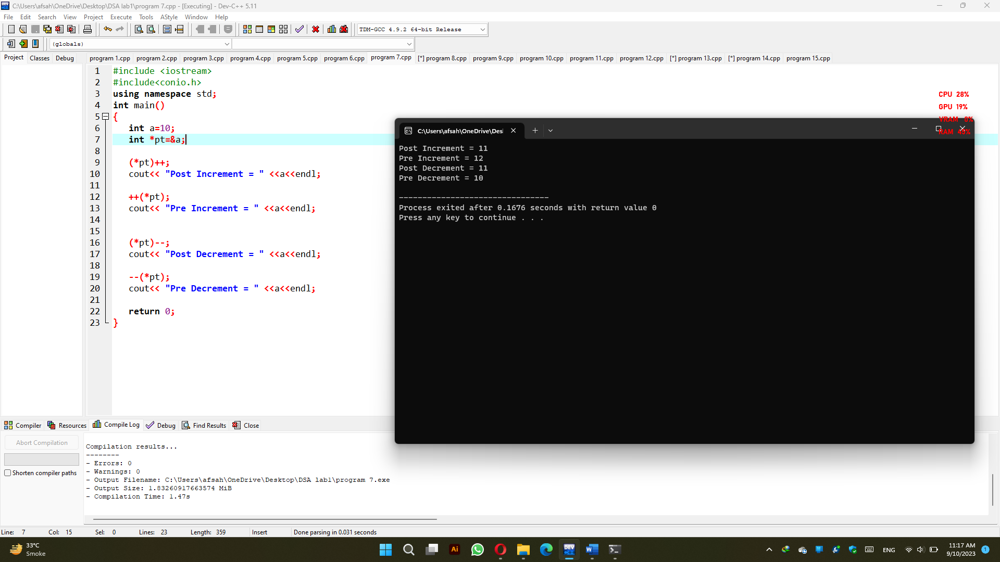 C:\Users\afsah\OneDrive\Desktop\DSA lab1\program 7.cpp - [Executing] - Dev-C++ 5.11
File Edit Search View Project Execute Tools AStyle Window Help
TDM-GCC 4.9.2 64-bit Release
(globals)
Project Classes Debug
program 1.cpp program 2.cpp program 3.cpp program 4.cpp program 5.cpp program 6.cpp program 7.cpp [*] program 8.cpp program 9.cpp program 10.cpp program 11.cpp program 12.cpp [*] program 13.cpp [*] program 14.cpp program 15.cpp
1 #include <iostream>
2 #include<conio.h>
3 using namespace std;
4 int main()
5 {
6 int a=10;
7 int *pt=&a;
8
9 (*pt)++;
10 cout<< "Post Increment = " <<a<<endl;
11
12 ++(*pt);
13 cout<< "Pre Increment = " <<a<<endl;
14
15
16 (*pt)--;
17 cout<< "Post Decrement = " <<a<<endl;
18
19 --(*pt);
20 cout<< "Pre Decrement = " <<a<<endl;
21
22 return 0;
23 }
CPU 28%
GPU 19%
VRAM 0%
RAM 45%
C:\Users\afsah\OneDrive\Des
Post Increment = 11
Pre Increment = 12
Post Decrement = 11
Pre Decrement = 10
--------------------------------
Process exited after 0.1676 seconds with return value 0
Press any key to continue . . .
Compiler Resources Compile Log Debug Find Results Close
Abort Compilation
Shorten compiler paths
Compilation results...
--------
- Errors: 0
- Warnings: 0
- Output Filename: C:\Users\afsah\OneDrive\Desktop\DSA lab1\program 7.exe
- Output Size: 1.83260917663574 MiB
- Compilation Time: 1.47s
Line: 7 Col: 15 Sel: 0 Lines: 23 Length: 359 Insert Done parsing in 0.031 seconds
33°C
Smoke
Ai
DEV
C++
W
ENG
11:17 AM
9/10/2023
1